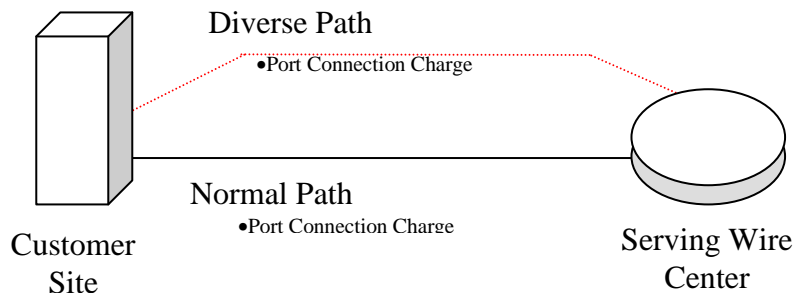 Diverse Path
•Port Connection Charge
Normal Path
•Port Connection Charge
Customer
Site
Serving Wire
Center